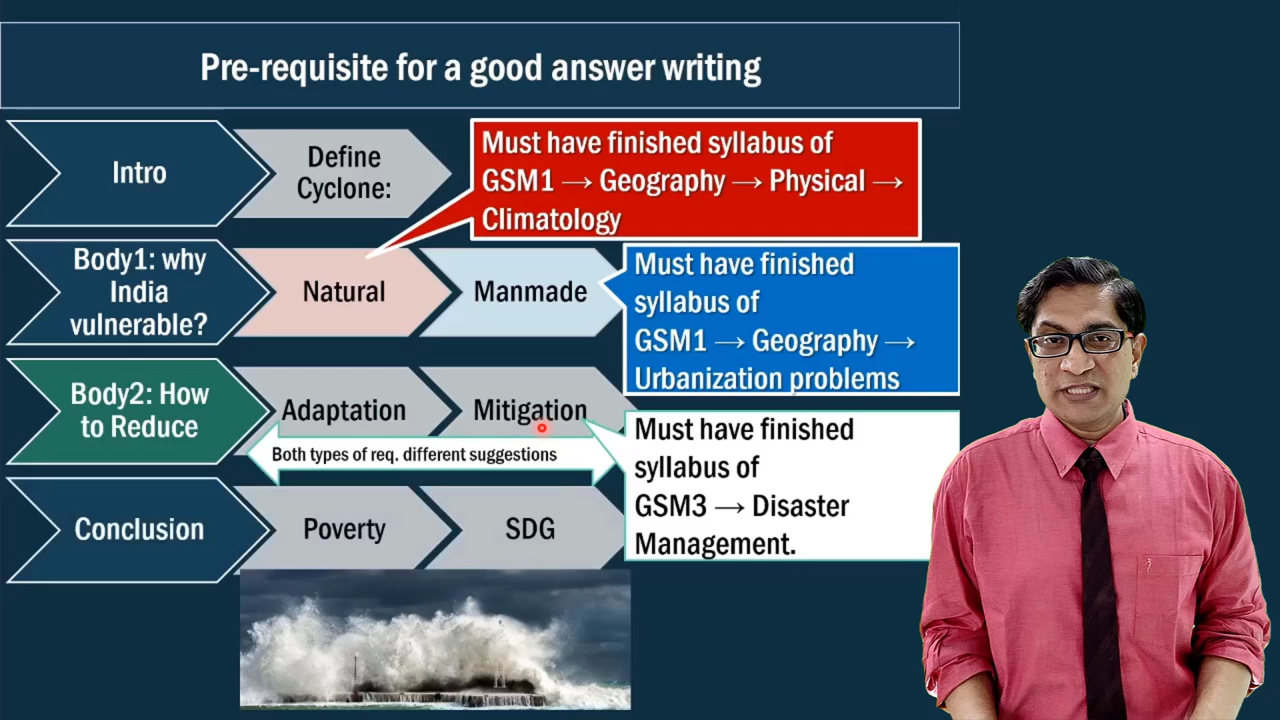 Pre-requisite for a good answer writing
Intro
Define
Cyclone:
Must have finished syllabus of
GSM1 → Geography → Physical →
Climatology
Body1: why
India
vulnerable?
Natural
Manmade
Must have finished
syllabus of
GSM1 → Geography →
Urbanization problems
Body2: How
to Reduce
Adaptation
Mitigation
Both types of req. different suggestions
Must have finished
syllabus of
GSM3 → Disaster
Management.
Conclusion
Poverty
SDG